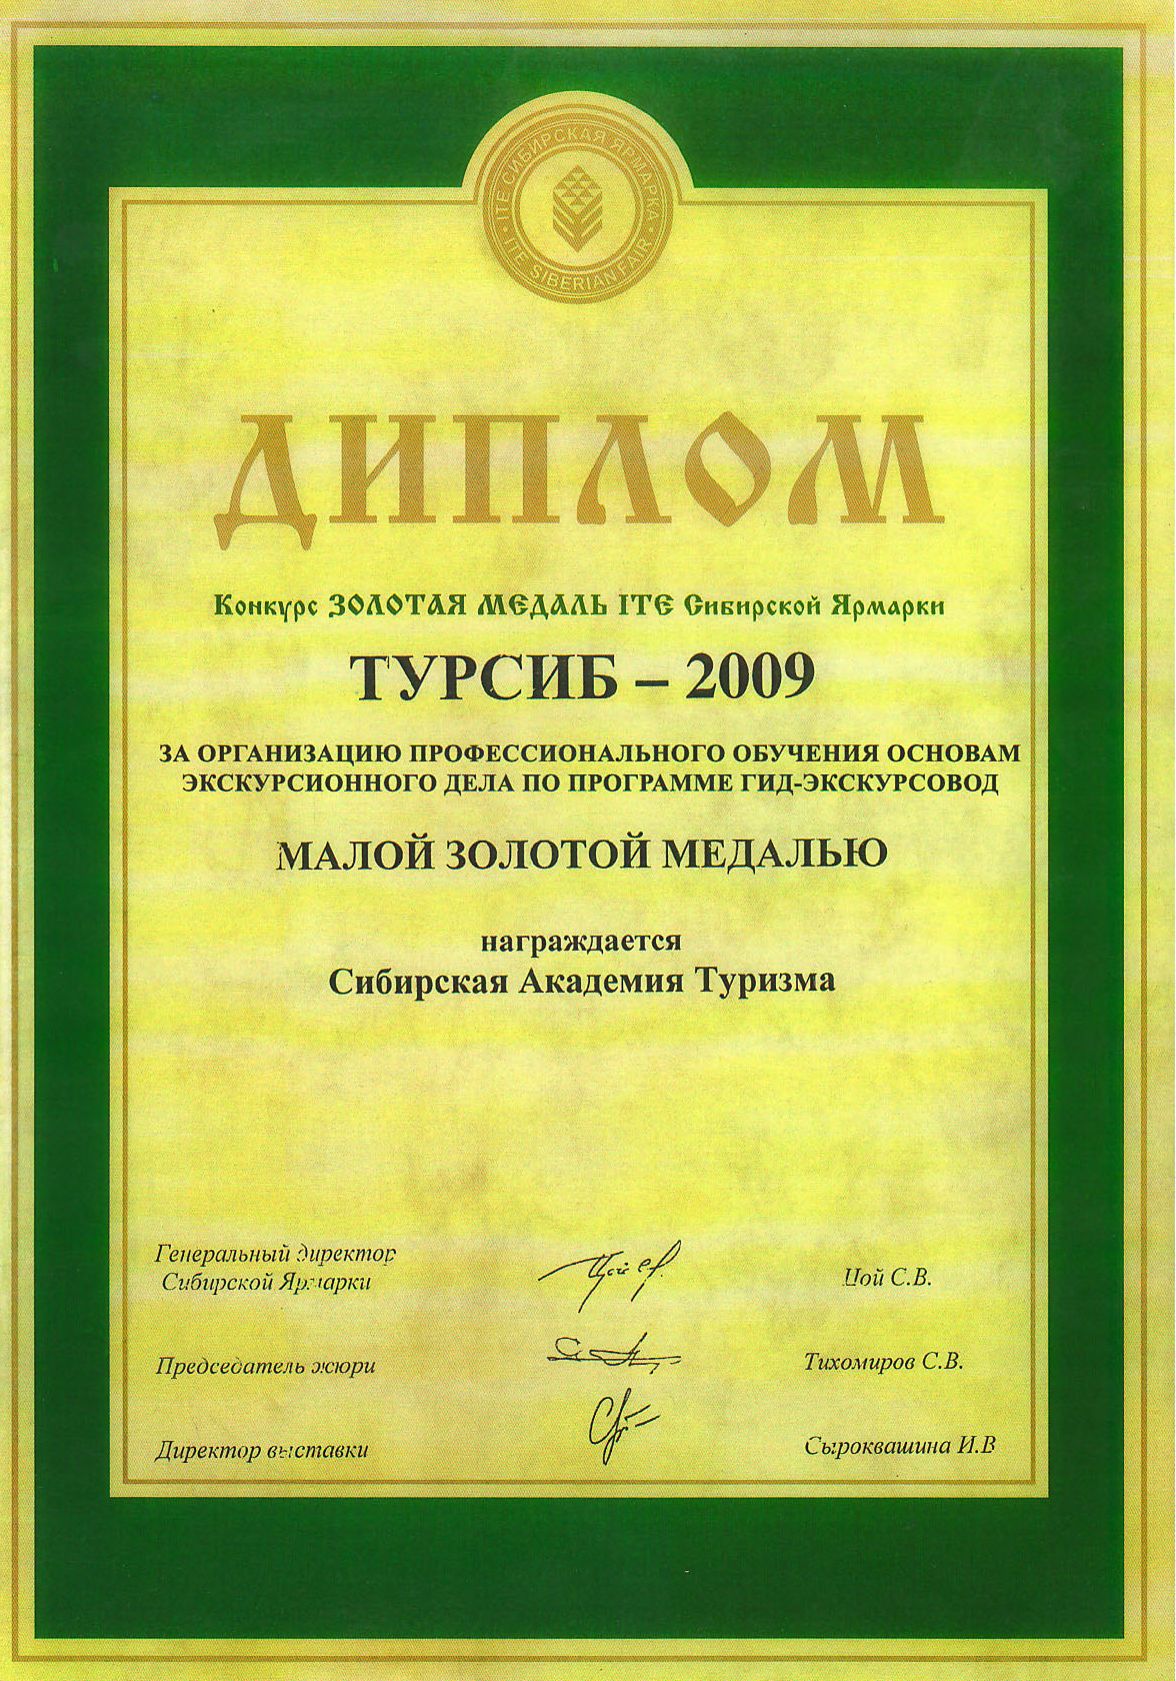 ITE СИБИРСКАЯ ЯРМАРКА
ITE SIBERIAN FAIR
ДИПЛОМ
Конкурс ЗОЛОТАЯ МЕДАЛЬ ITE Сибирской Ярмарки
ТУРСИБ – 2009
ЗА ОРГАНИЗАЦИЮ ПРОФЕССИОНАЛЬНОГО ОБУЧЕНИЯ ОСНОВАМ
ЭКСКУРСИОННОГО ДЕЛА ПО ПРОГРАММЕ ГИД-ЭКСКУРСОВОД
МАЛОЙ ЗОЛОТОЙ МЕДАЛЬЮ
награждается
Сибирская Академия Туризма
Генеральный директор
Сибирской Ярмарки
Цой С.В.
Председатель жюри
Тихомиров С.В.
Директор выставки
Сыроквашина И.В